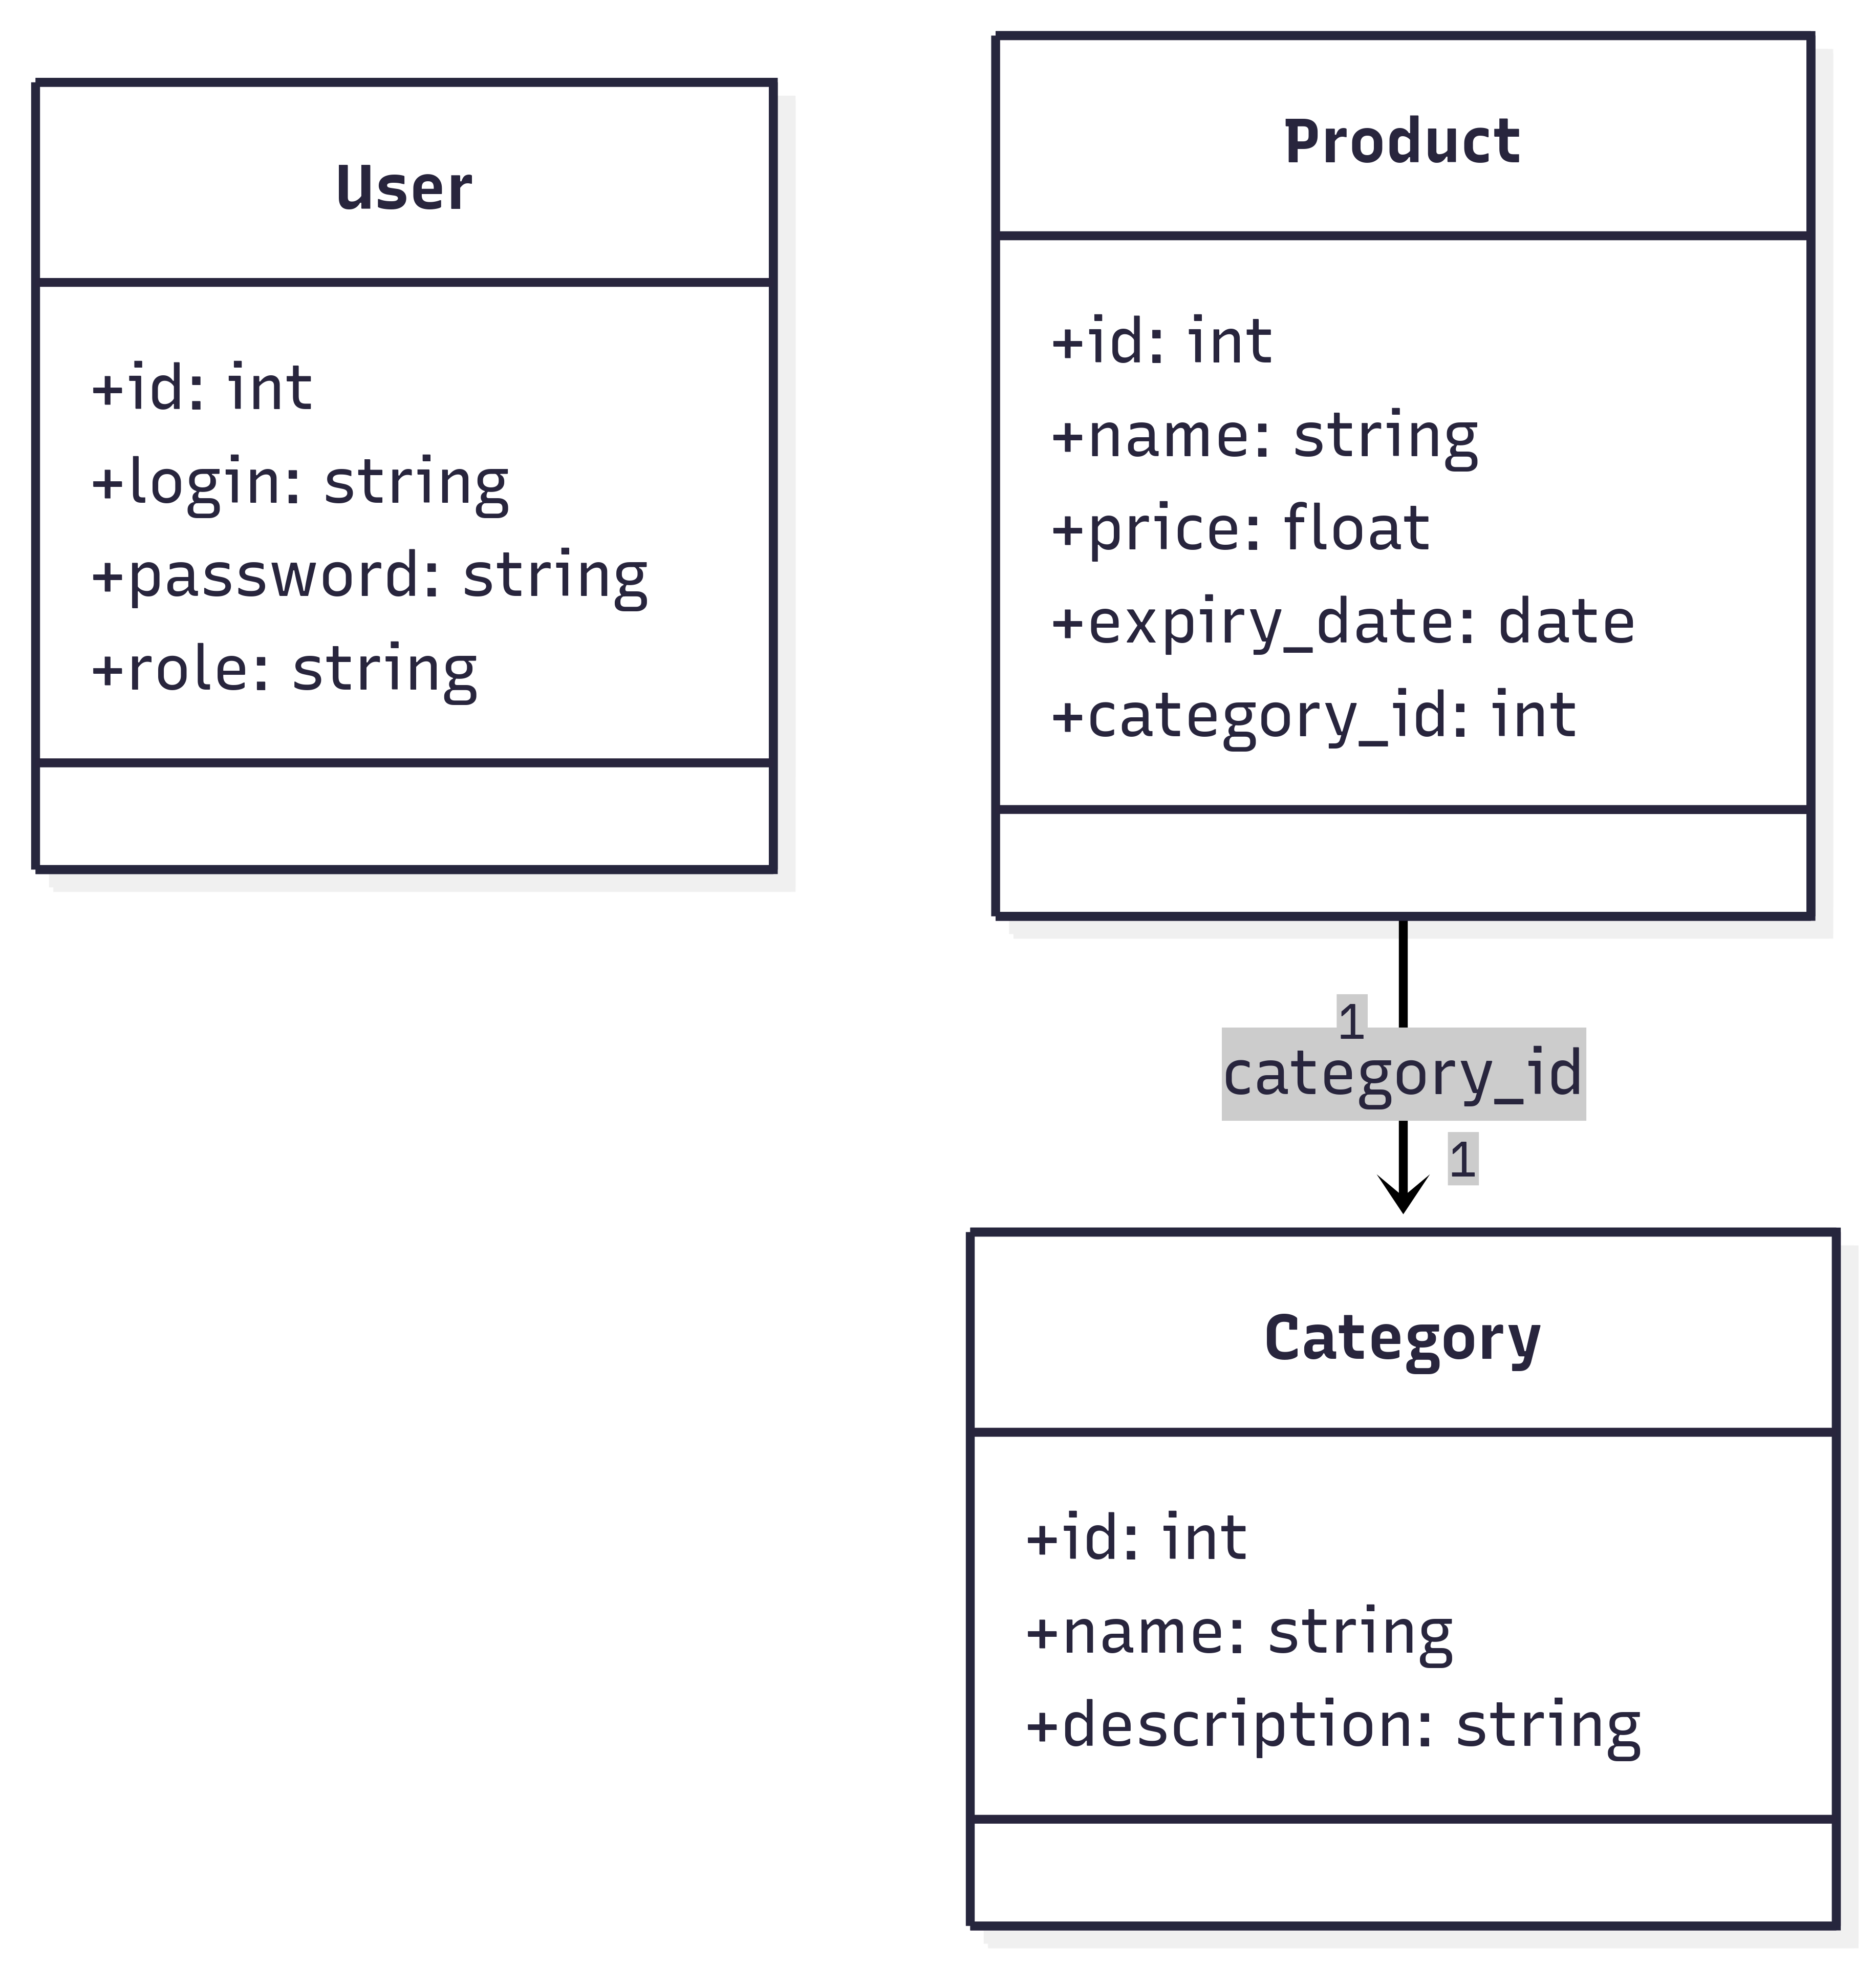 User
+id: int
+login: string
+password: string
+role: string
Product
+id: int
+name: string
+price: float
+expiry_date: date
+category_id: int
1
category_id
1
Category
+id: int
+name: string
+description: string